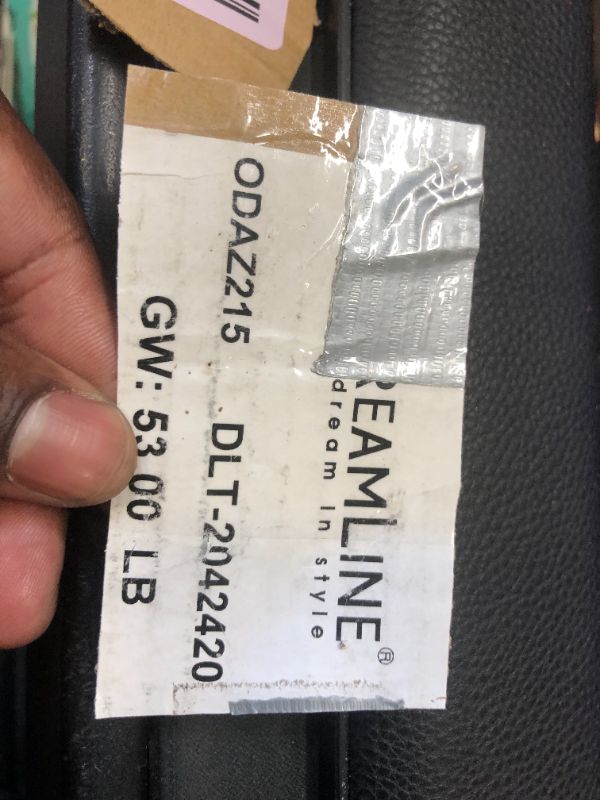 REAMLINE®
dream in style
ODAZ215 DLT-2042420
GW: 53 00 LB